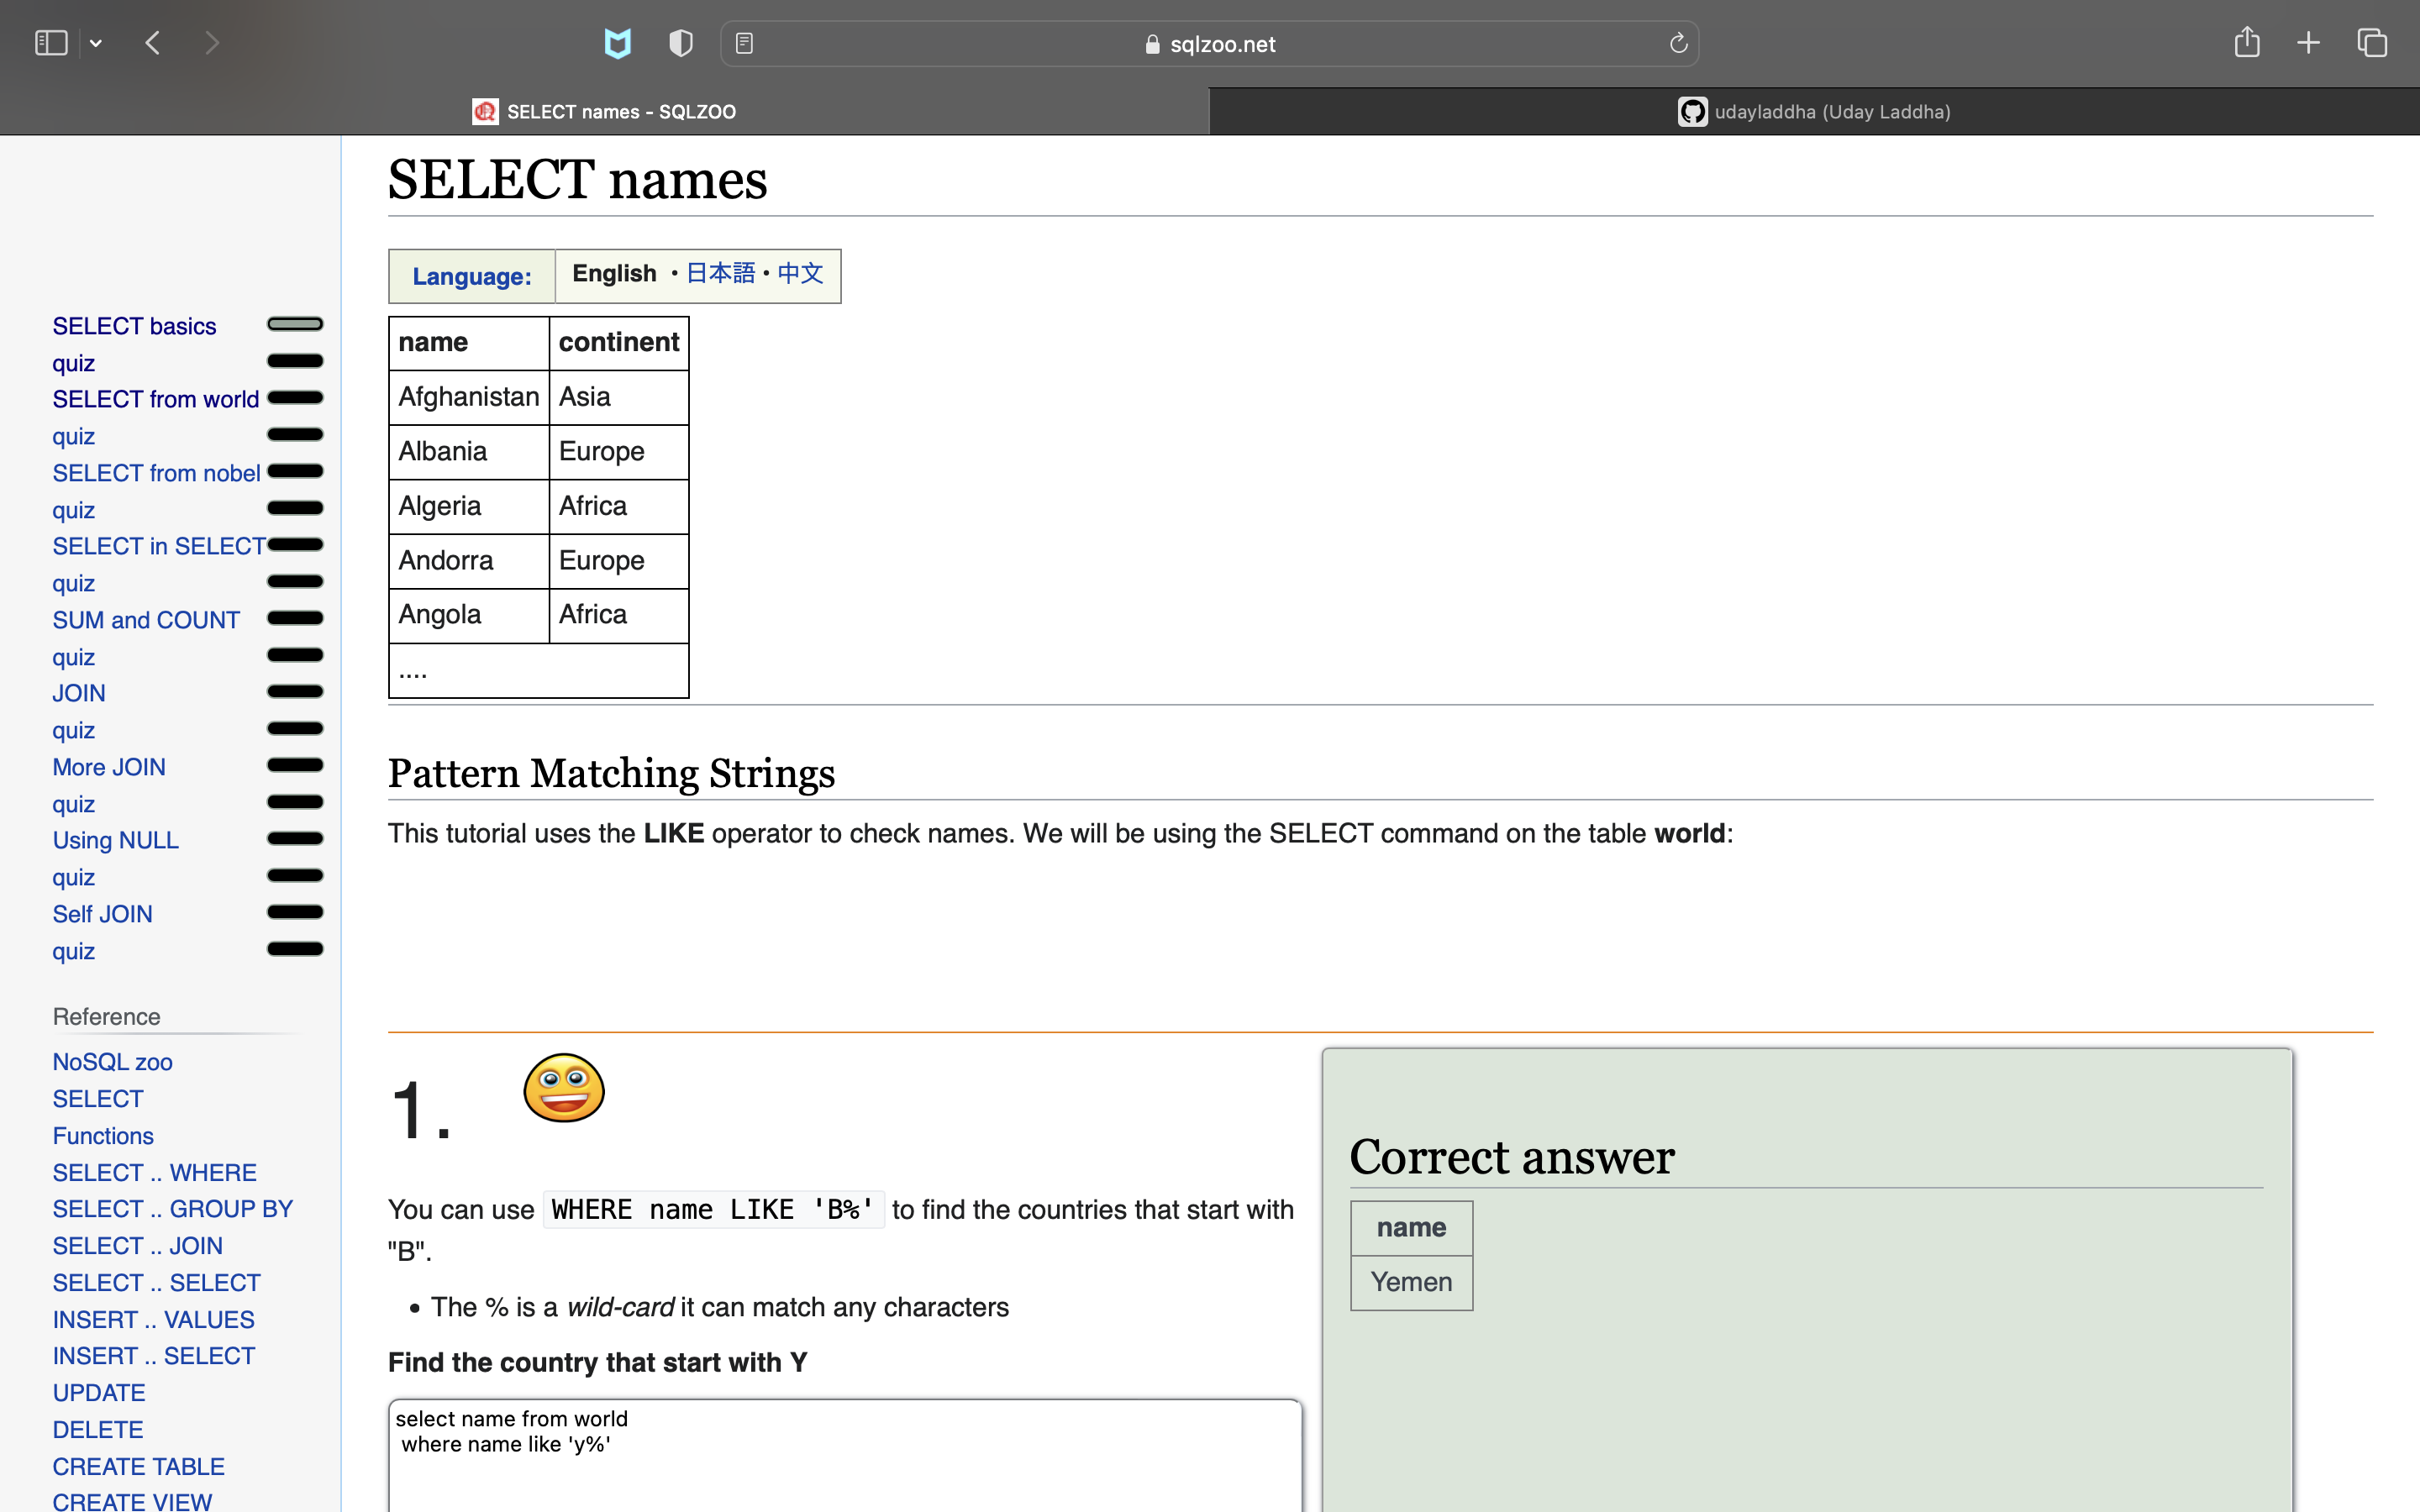 sqlzoo.net
SELECT names - SQLZOO
udayladdha (Uday Laddha)
SELECT basics
quiz
SELECT from world
quiz
SELECT from nobel
quiz
SELECT in SELECT
quiz
SUM and COUNT
quiz
JOIN
quiz
More JOIN
quiz
Using NULL
quiz
Self JOIN
quiz
Reference
NoSQL zoo
SELECT
Functions
SELECT .. WHERE
SELECT .. GROUP BY
SELECT .. JOIN
SELECT .. SELECT
INSERT .. VALUES
INSERT .. SELECT
UPDATE
DELETE
CREATE TABLE
CREATE VIEW
SELECT names
Language: English • 日本語 • 中文
name continent
Afghanistan Asia
Albania Europe
Algeria Africa
Andorra Europe
Angola Africa
....
Pattern Matching Strings
This tutorial uses the LIKE operator to check names. We will be using the SELECT command on the table world:
1.
You can use WHERE name LIKE 'B%' to find the countries that start with
"B".
• The % is a wild-card it can match any characters
Find the country that start with Y
select name from world
where name like 'y%'
Correct answer
name
Yemen